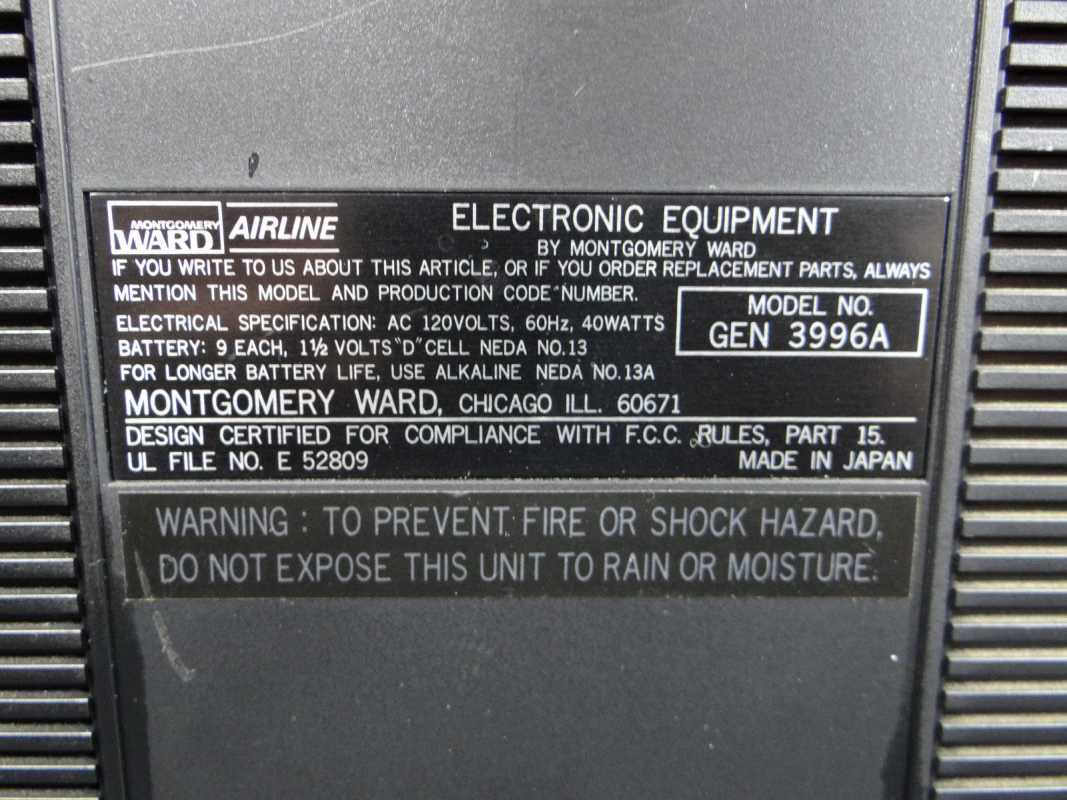 MONTGOMERY
WARD AIRLINE
ELECTRONIC EQUIPMENT
BY MONTGOMERY WARD
IF YOU WRITE TO US ABOUT THIS ARTICLE, OR IF YOU ORDER REPLACEMENT PARTS, ALWAYS
MENTION THIS MODEL AND PRODUCTION CODE NUMBER.
MODEL NO.
GEN 3996A
ELECTRICAL SPECIFICATION: AC 120VOLTS, 60Hz, 40WATTS
BATTERY: 9 EACH, 1½ VOLTS "D" CELL NEDA NO.13
FOR LONGER BATTERY LIFE, USE ALKALINE NEDA NO.13A
MONTGOMERY WARD, CHICAGO ILL. 60671
DESIGN CERTIFIED FOR COMPLIANCE WITH F.C.C. RULES, PART 15.
UL FILE NO. E 52809 MADE IN JAPAN
WARNING : TO PREVENT FIRE OR SHOCK HAZARD,
DO NOT EXPOSE THIS UNIT TO RAIN OR MOISTURE.